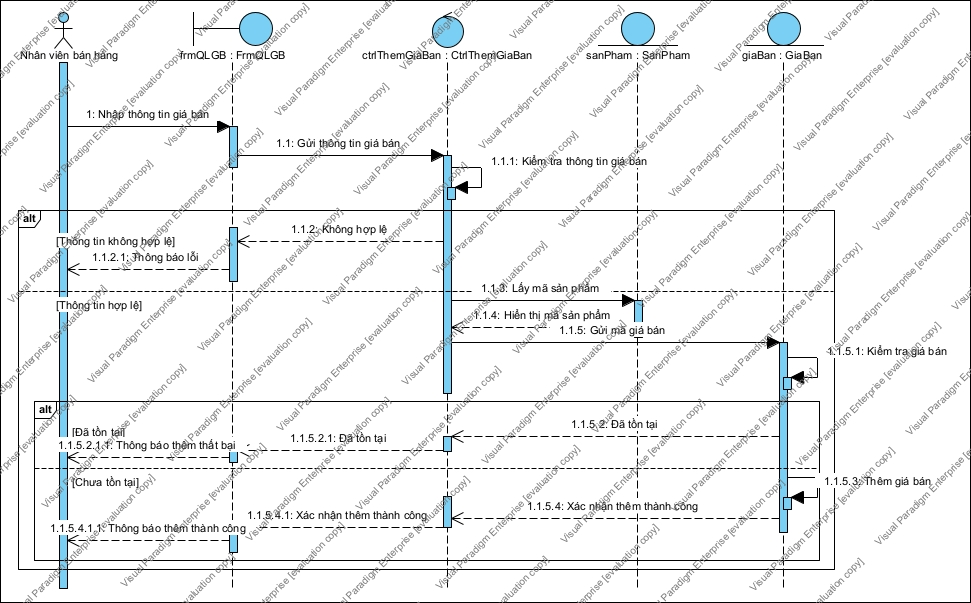 Nhân viên bán hàng
frmQLGB : FrmQLGB
ctrlThemGiaBan : CtrlThemGiaBan
sanPham : SanPham
giaBan : GiaBan
1: Nhập thông tin giá bán
1.1: Gửi thông tin giá bán
1.1.1: Kiểm tra thông tin giá bán
alt
1.1.2: Không hợp lệ
[Thông tin không hợp lệ]
1.1.2.1: Thông báo lỗi
1.1.3: Lấy mã sản phẩm
[Thông tin hợp lệ]
1.1.4: Hiển thị mã sản phẩm
1.1.5: Gửi mã giá bán
1.1.5.1: Kiểm tra giá bán
alt
1.1.5.2: Đã tồn tại
[Đã tồn tại]
1.1.5.2.1: Đã tồn tại
1.1.5.2.1.1: Thông báo thêm thất bại
[Chưa tồn tại]
1.1.5.3: Thêm giá bán
1.1.5.4: Xác nhận thêm thành công
1.1.5.4.1: Xác nhận thêm thành công
1.1.5.4.1.1: Thông báo thêm thành công
Visual Paradigm Enterprise [evaluation copy]